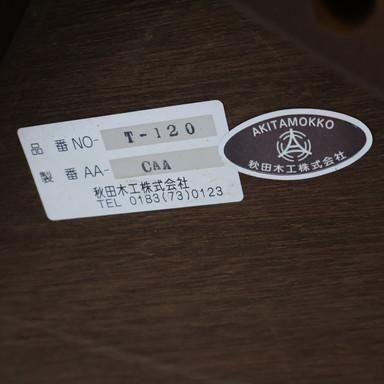 品 番 NO- T-120
製 番 AA- CAA
秋田木工株式会社
TEL 0183(73)0123
AKITAMOKKO
秋田木工株式会社